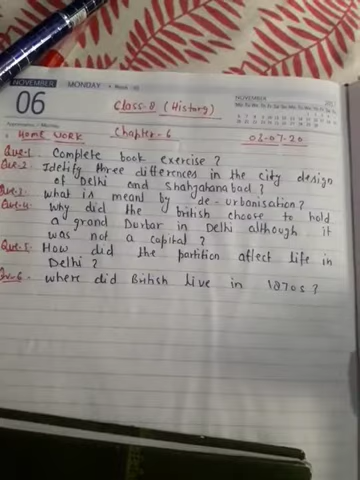 NOVEMBER MONDAY
06
NOVEMBER
Class-8 (History)
HOME WORK Chapter-6 03-07-20
Que-1 Complete book exercise ?
Que-2. Idetify three differences in the city design
of Delhi and Shahjahanabad ?
Que-3. what is meant by de-urbanisation?
Que-4. why did the british choose to hold
a grand Durbar in Delhi although it
was not a capital ?
Que-5. How did the partition affect life in
Delhi ?
Que-6. where did British live in 1870s ?